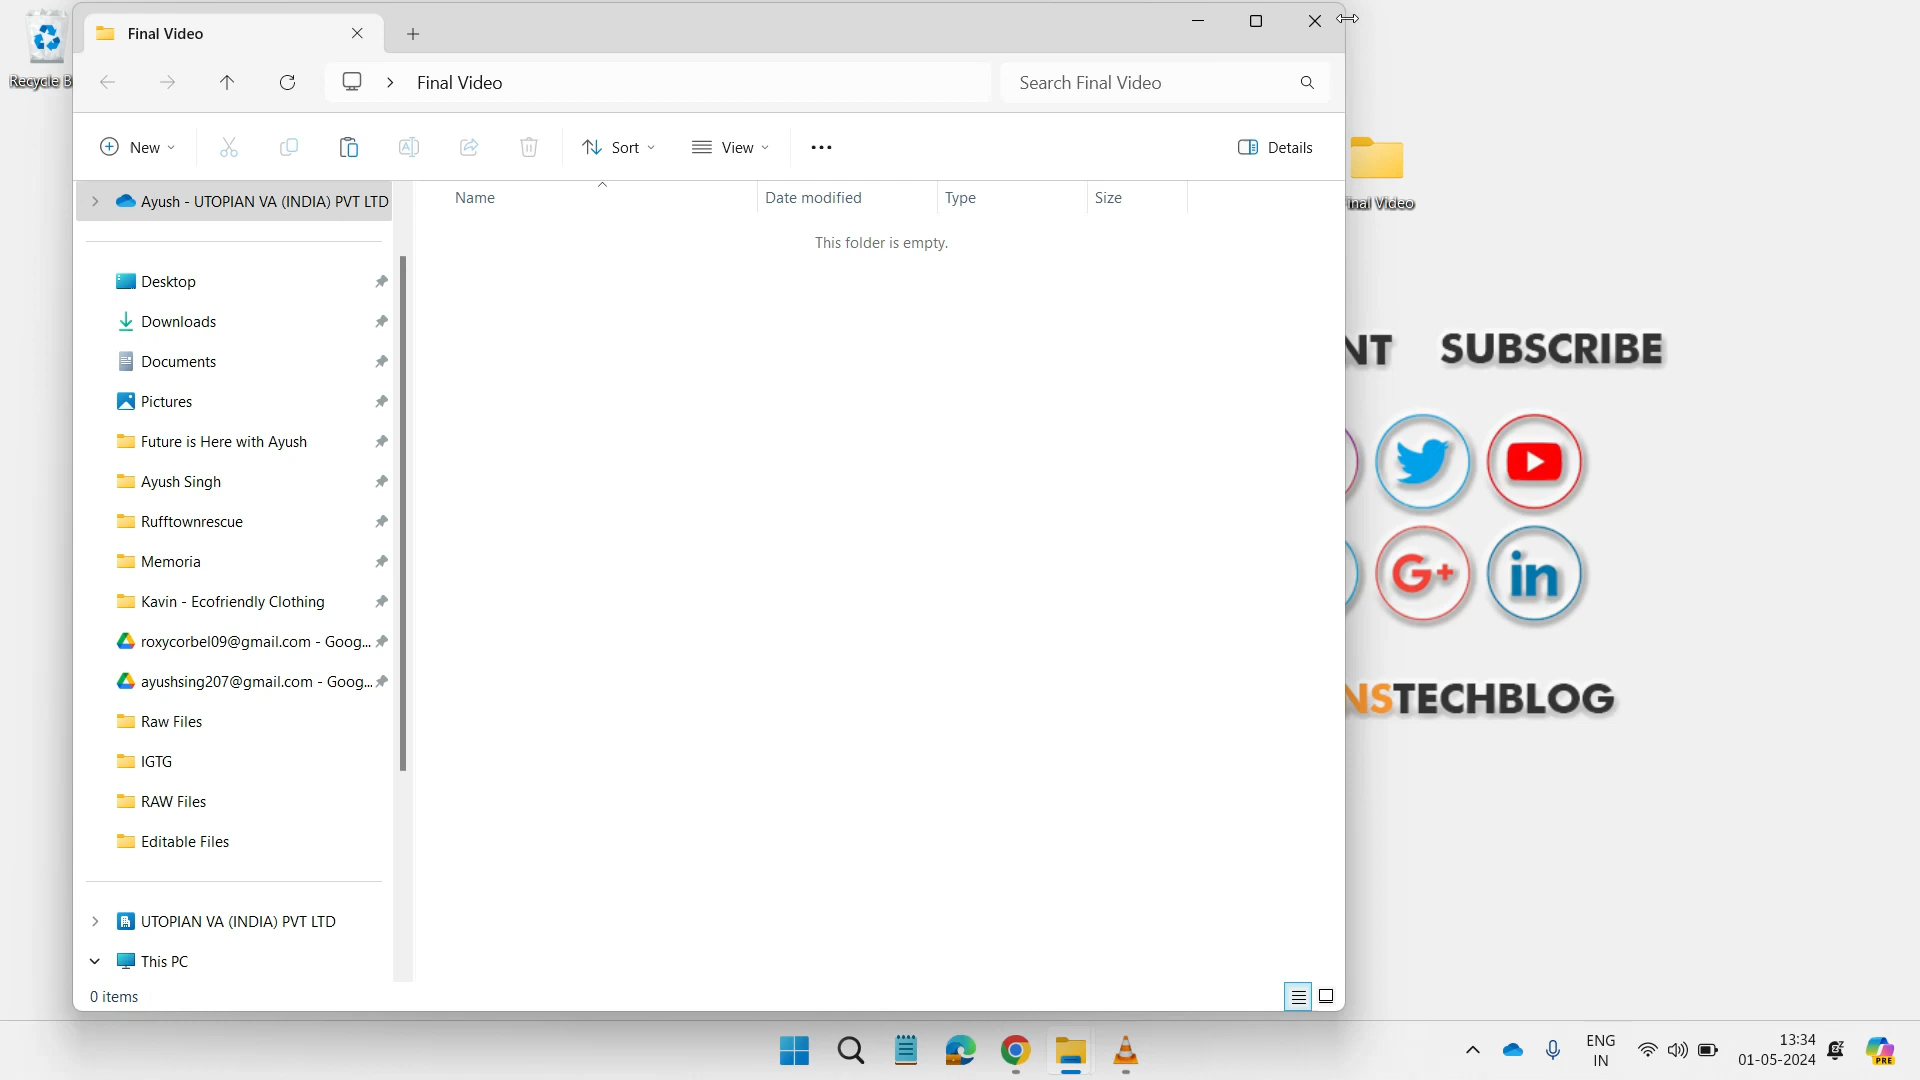 Final Video
Final Video
Search Final Video
New
Sort
View
Details
Ayush - UTOPIAN VA (INDIA) PVT LTD
Name
Date modified
Type
Size
This folder is empty.
Desktop
Downloads
Documents
Pictures
Future is Here with Ayush
Ayush Singh
Rufftownrescue
Memoria
Kavin - Ecofriendly Clothing
roxycorbel09@gmail.com - Goog...
ayushsing207@gmail.com - Goog...
Raw Files
IGTG
RAW Files
Editable Files
UTOPIAN VA (INDIA) PVT LTD
This PC
0 items
Recycle B
inal Video
NT SUBSCRIBE
G+
in
NSTECHBLOG
ENG
IN
13:34
01-05-2024
PRE